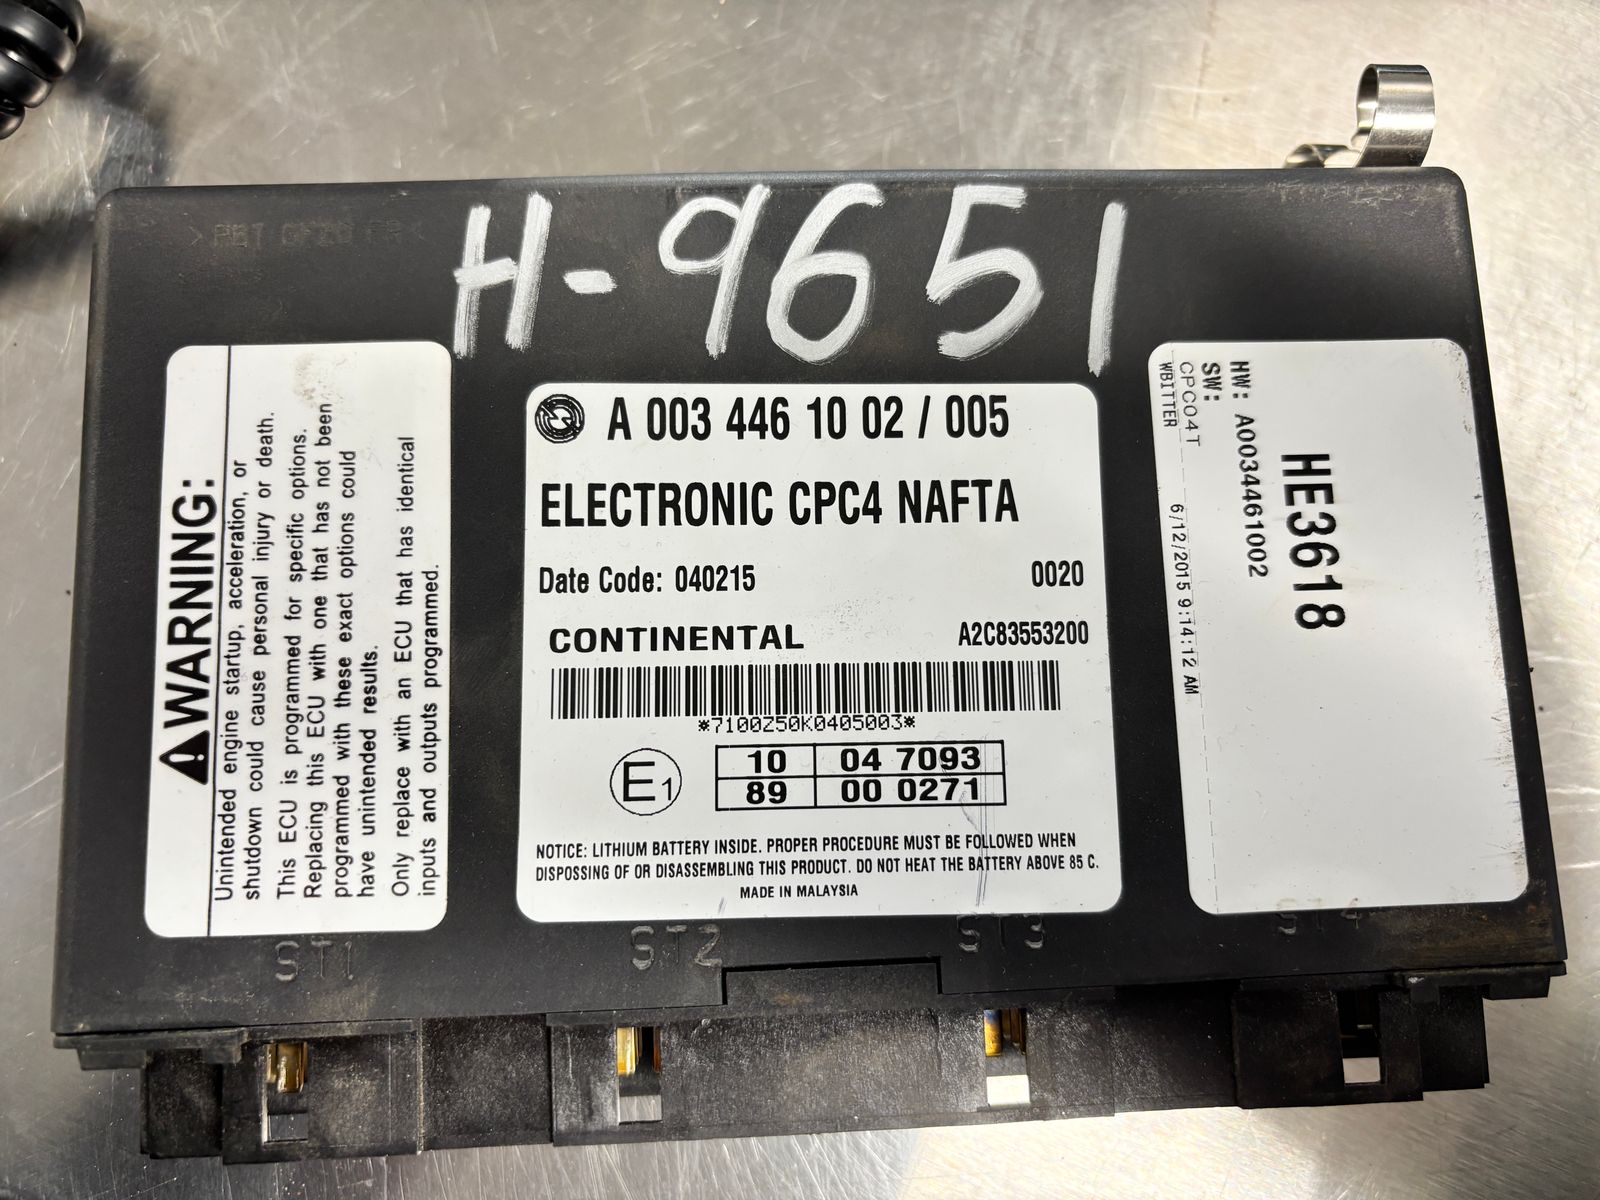 H-9651
WARNING:
Unintended engine startup, acceleration, or
shutdown could cause personal injury or death.
This ECU is programmed for specific options.
Replacing this ECU with one that has not been
programmed with these exact options could
have unintended results.
Only replace with an ECU that has identical
inputs and outputs programmed.
A 003 446 10 02 / 005
ELECTRONIC CPC4 NAFTA
Date Code: 040215 0020
CONTINENTAL A2C83553200
*7100Z50K0405003*
E1
10 04 7093
89 00 0271
NOTICE: LITHIUM BATTERY INSIDE. PROPER PROCEDURE MUST BE FOLLOWED WHEN
DISPOSSING OF OR DISASSEMBLING THIS PRODUCT. DO NOT HEAT THE BATTERY ABOVE 85 C.
MADE IN MALAYSIA
HE3618
HW: A0034461002
SW:
CPC04T 6/12/2015 9:14:12 AM
WBITTER
ST1
ST2
ST3
ST4